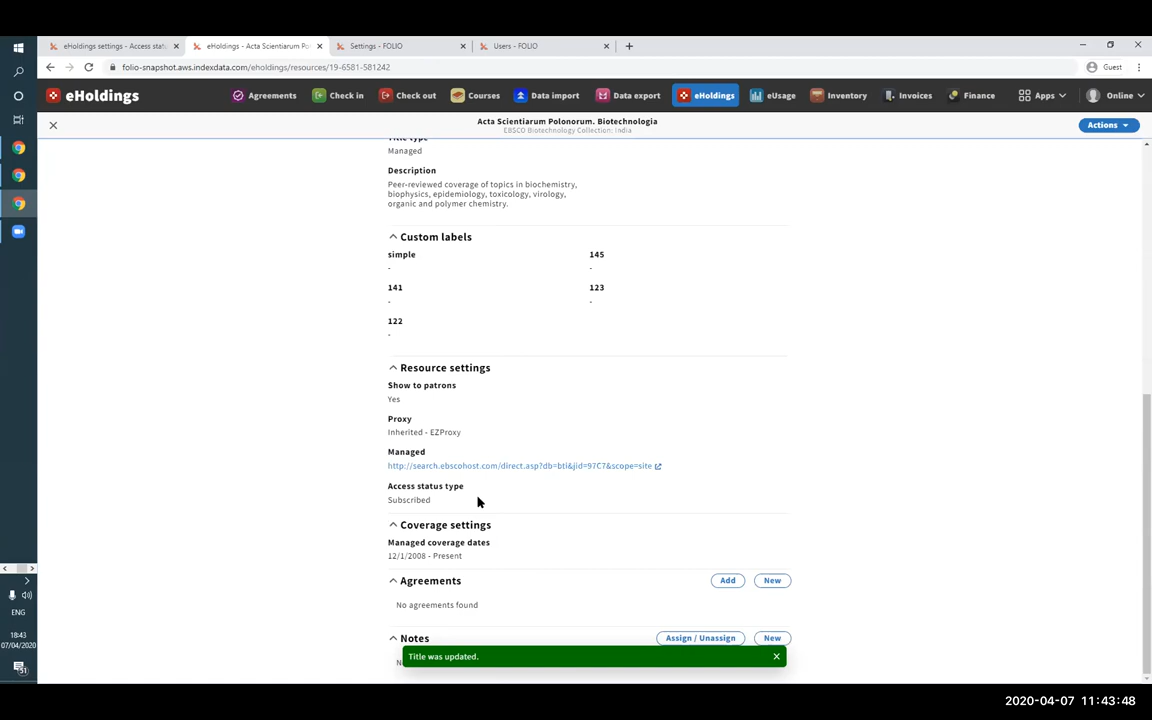 eHoldings settings - Access stat
eHoldings - Acta Scientiarum Po
Settings - FOLIO
Users - FOLIO
folio-snapshot.aws.indexdata.com/eholdings/resources/19-6581-581242
Guest
eHoldings
Agreements
Check in
Check out
Courses
Data import
Data export
eHoldings
eUsage
Inventory
Invoices
Finance
Apps
Online
Acta Scientiarum Polonorum. Biotechnologia
EBSCO Biotechnology Collection: India
Actions
Title type
Managed
Description
Peer-reviewed coverage of topics in biochemistry,
biophysics, epidemiology, toxicology, virology,
organic and polymer chemistry.
Custom labels
simple
-
145
-
141
-
123
-
122
-
Resource settings
Show to patrons
Yes
Proxy
Inherited - EZProxy
Managed
http://search.ebscohost.com/direct.asp?db=bti&jid=97C7&scope=site
Access status type
Subscribed
Coverage settings
Managed coverage dates
12/1/2008 - Present
Agreements
Add
New
No agreements found
Notes
Assign / Unassign
New
Title was updated.
ENG
18:43
07/04/2020
51
2020-04-07 11:43:48